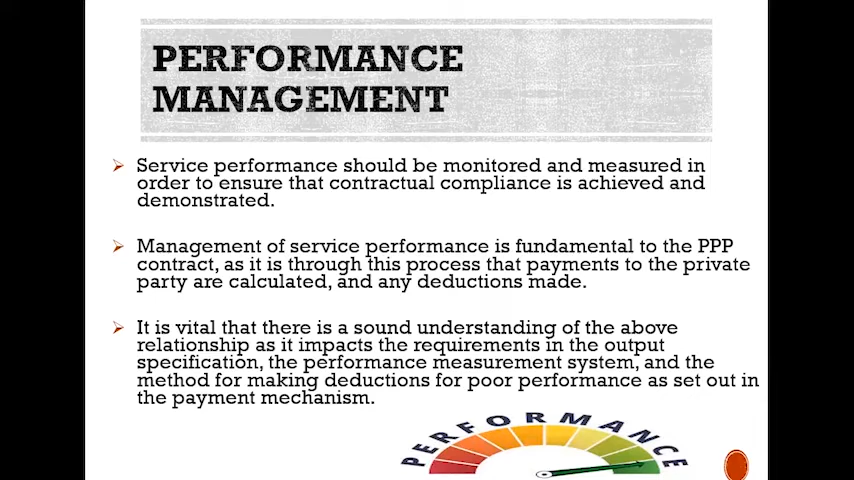 PERFORMANCE
MANAGEMENT
Service performance should be monitored and measured in
order to ensure that contractual compliance is achieved and
demonstrated.
Management of service performance is fundamental to the PPP
contract, as it is through this process that payments to the private
party are calculated, and any deductions made.
It is vital that there is a sound understanding of the above
relationship as it impacts the requirements in the output
specification, the performance measurement system, and the
method for making deductions for poor performance as set out in
the payment mechanism.
PERFORMANCE